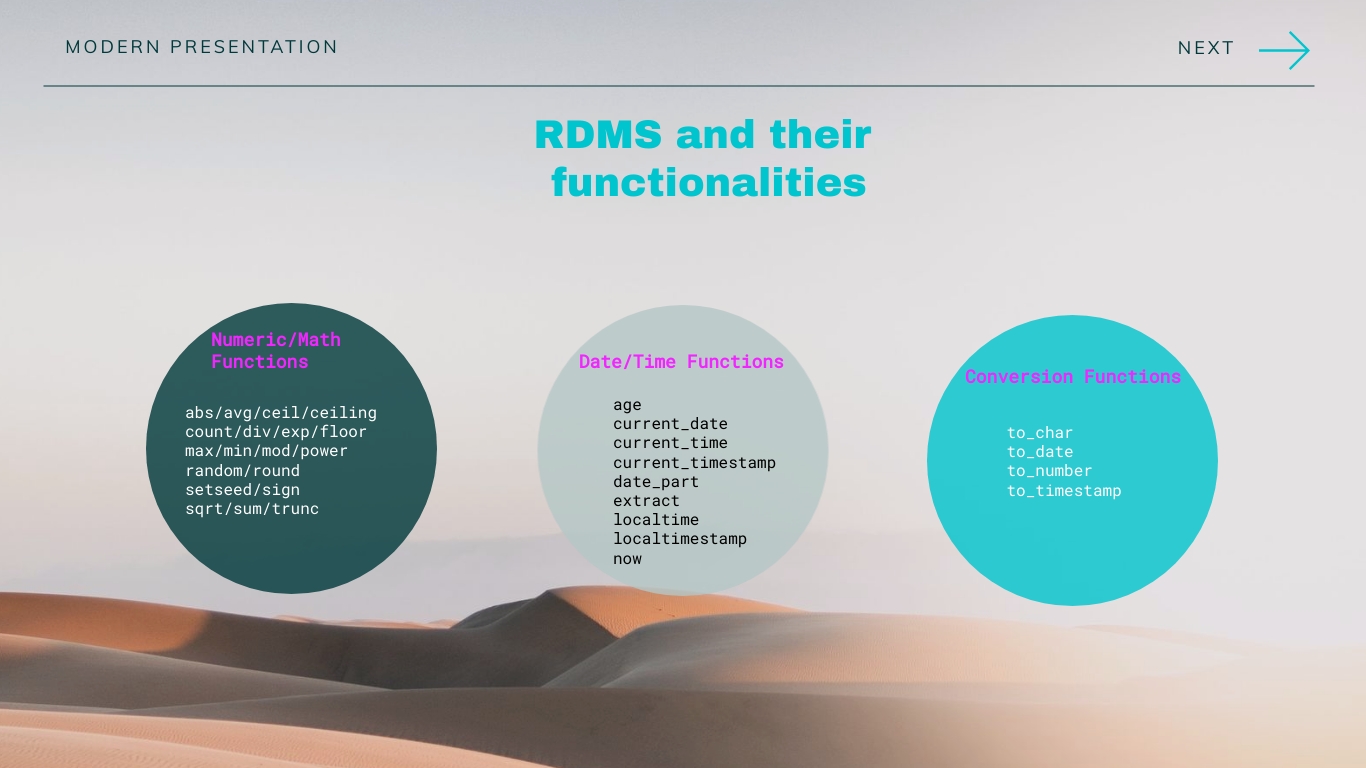 MODERN PRESENTATION
NEXT
RDMS and their
functionalities
Numeric/Math
Functions
abs/avg/ceil/ceiling
count/div/exp/floor
max/min/mod/power
random/round
setseed/sign
sqrt/sum/trunc
Date/Time Functions
age
current_date
current_time
current_timestamp
date_part
extract
localtime
localtimestamp
now
Conversion Functions
to_char
to_date
to_number
to_timestamp